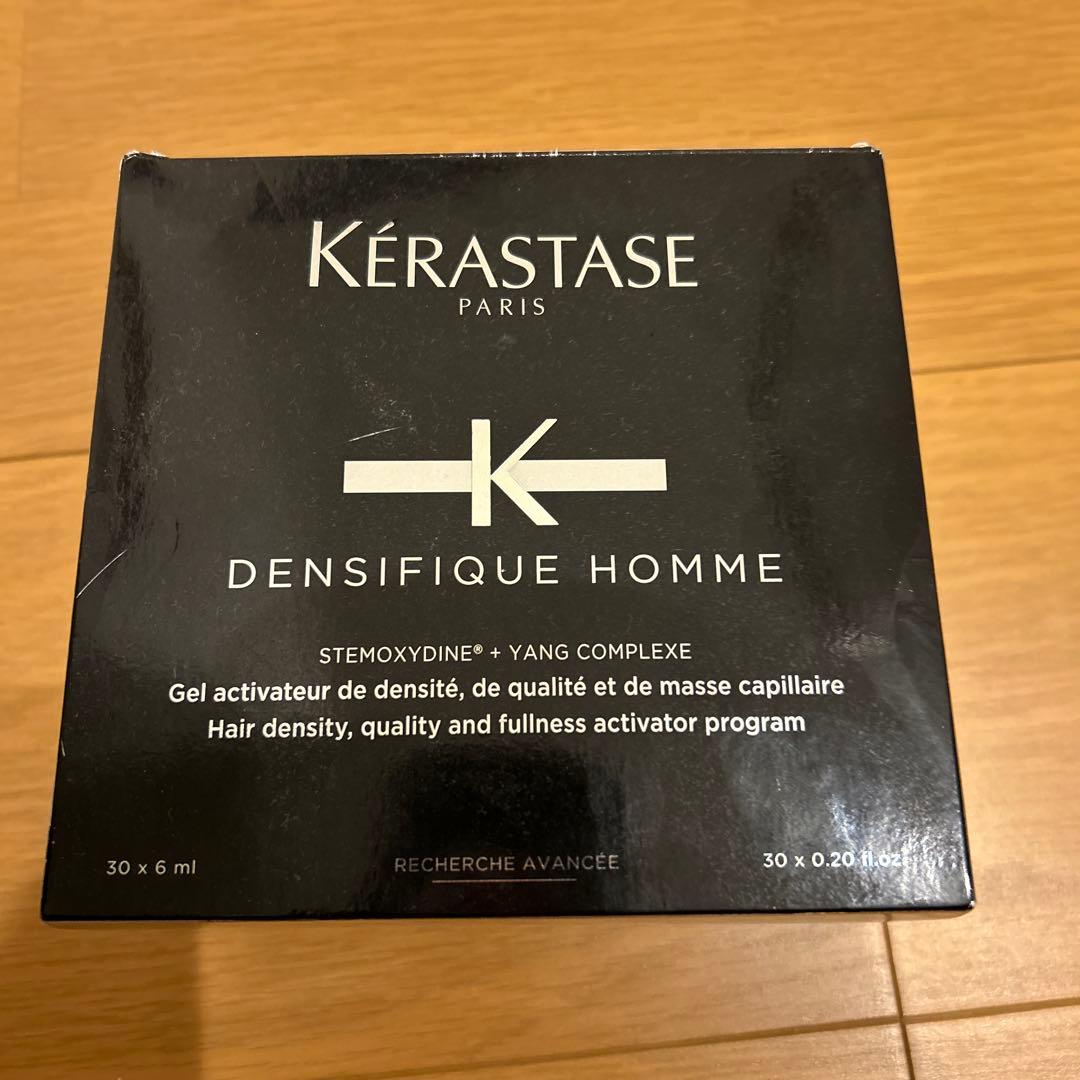 KÉRASTASE
PARIS
K
DENSIFIQUE HOMME
STEMOXYDINE® + YANG COMPLEXE
Gel activateur de densité, de qualité et de masse capillaire
Hair density, quality and fullness activator program
30 x 6 ml
RECHERCHE AVANCÉE
30 x 0.20 fl.oz